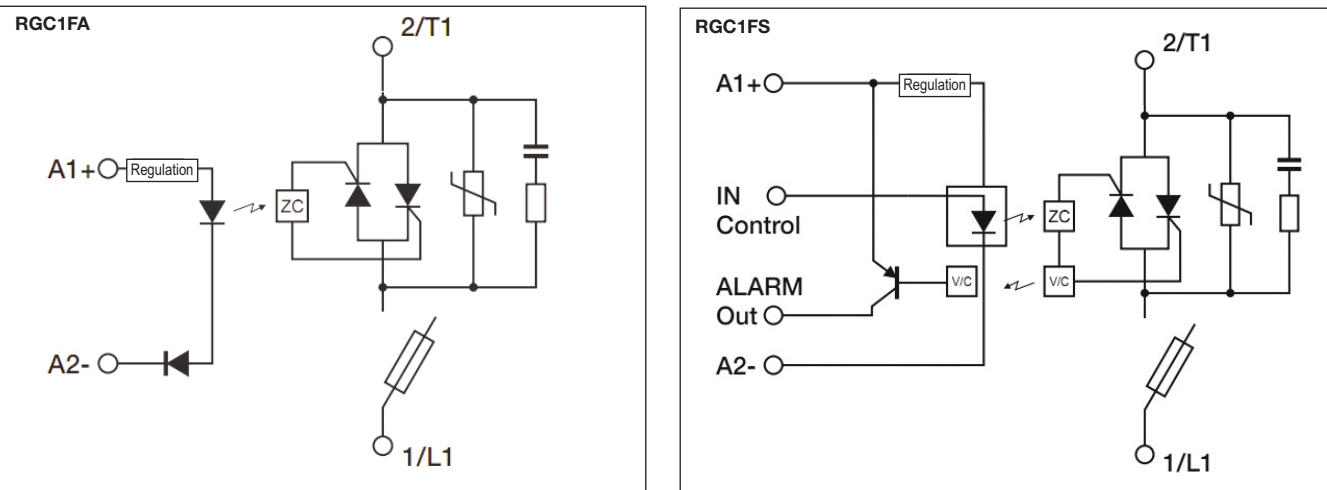 RGC1FA
2/T1
A1+
Regulation
ZC
A2-
1/L1
RGC1FS
2/T1
A1+
Regulation
IN
Control
ZC
ALARM
Out
V/C
V/C
A2-
1/L1